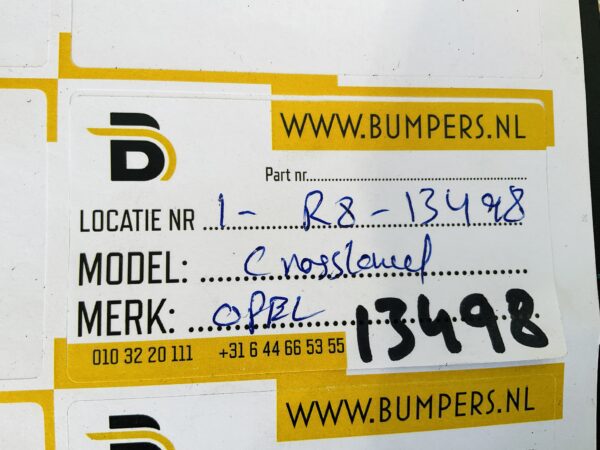 WWW.BUMPERS.NL
Part nr.
LOCATIE NR 1- R8-13498
MODEL: Crossland
MERK: OPEL
13498
010 32 20 111 +31 6 44 66 53 55
WWW.BUMPERS.NL